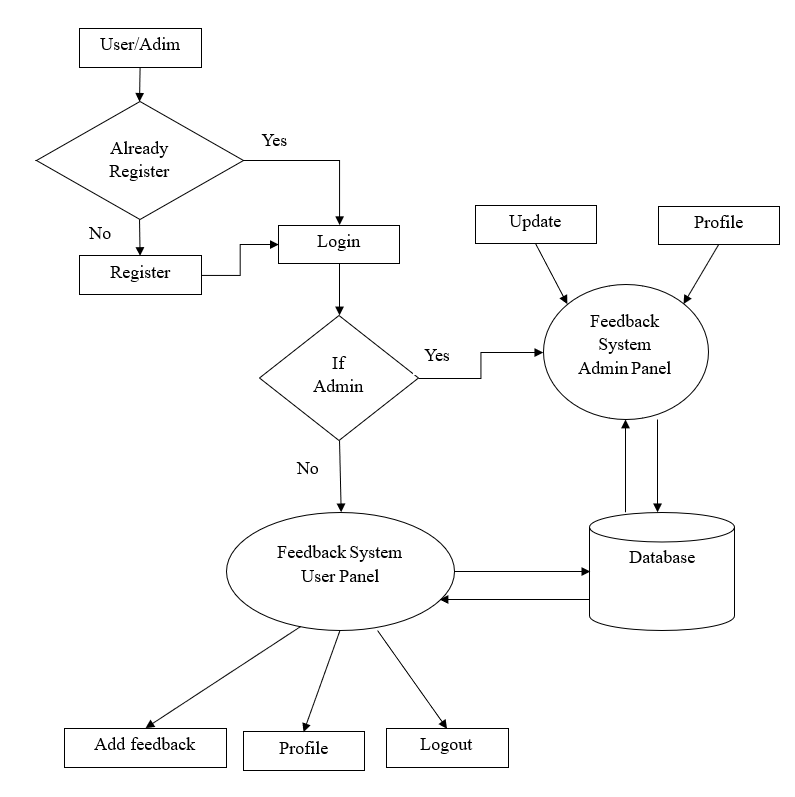 User/Adim
Already
Register
Yes
No
Register
Login
Update
Profile
Feedback
System
Admin Panel
If
Admin
Yes
No
Feedback System
User Panel
Database
Add feedback
Profile
Logout